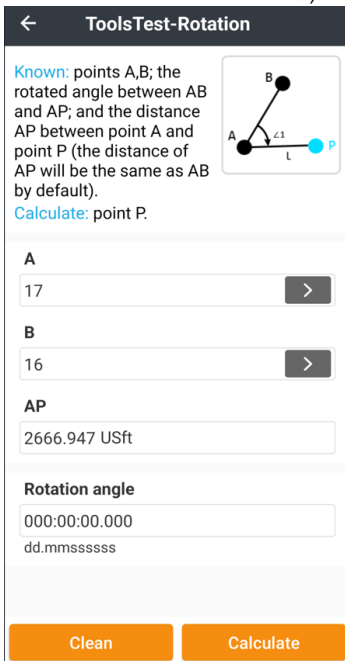 ToolsTest-Rotation
Known: points A,B; the
rotated angle between AB
and AP; and the distance
AP between point A and
point P (the distance of
AP will be the same as AB
by default).
Calculate: point P.
B
A
∠1
P
L
A
17
B
16
AP
2666.947 USft
Rotation angle
000:00:00.000
dd.mmssssss
Clean
Calculate